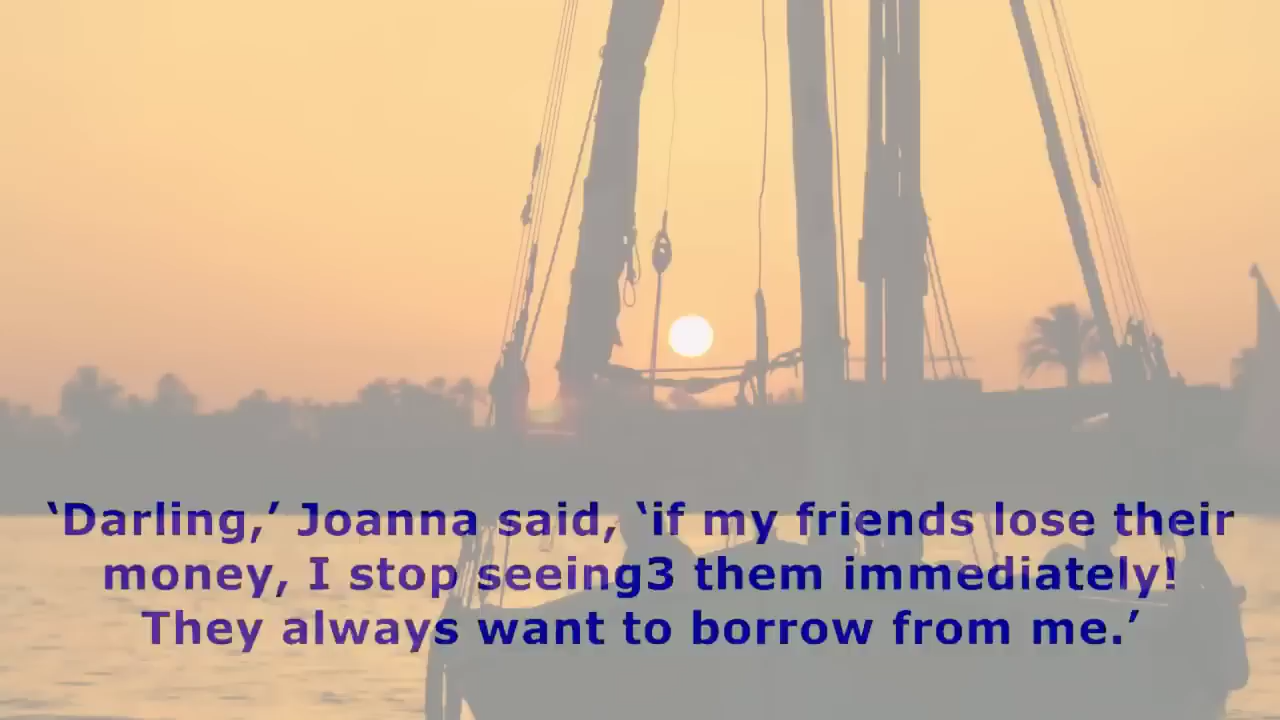 ‘Darling,’ Joanna said, ‘if my friends lose their
money, I stop seeing3 them immediately!
They always want to borrow from me.’